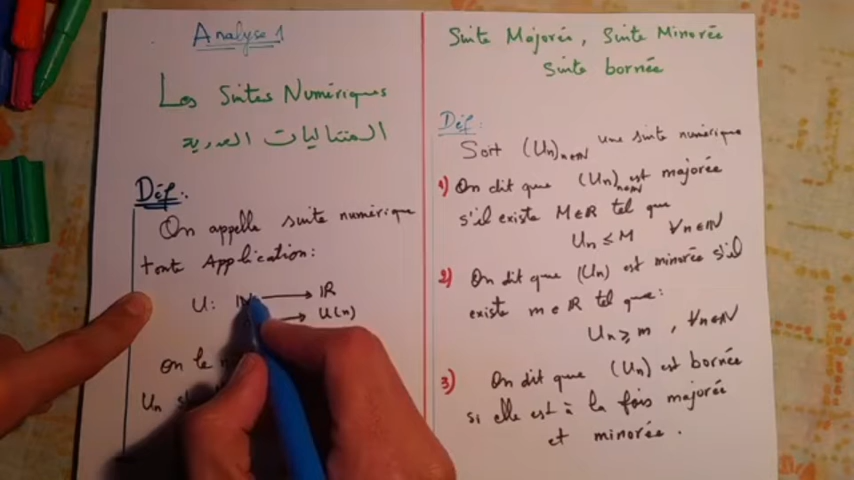 Analyse 1
Les Suites Numériques
المتتاليات العددية
Déf:
On appelle suite numérique
toute Application:
U: IN → IR
→ U(n)
on le
Un
Suite Majorée, Suite Minorée
Suite bornée
Déf:
Soit (Un)n∈IN une suite numérique
1) On dit que (Un)n∈IN est majorée
s'il existe M∈IR tel que
Un ≤ M ∀n∈IN
2) On dit que (Un) est minorée s'il
existe m∈IR tel que:
Un ≥ m , ∀n∈IN
3) On dit que (Un) est bornée
si elle est à la fois majorée
et minorée.